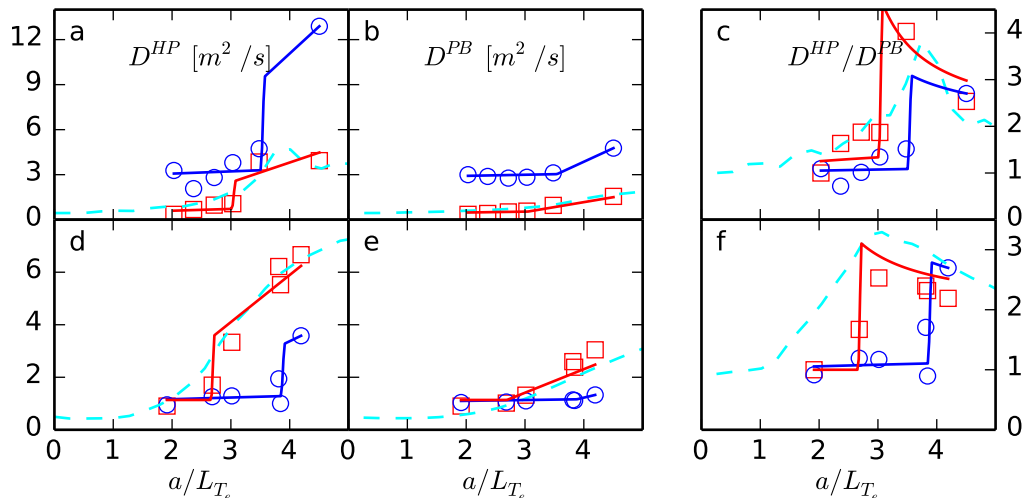 a
D^{HP} [m^2 /s]
12
9
6
3
0
b
D^{PB} [m^2 /s]
c
D^{HP}/D^{PB}
4
3
2
1
0
d
6
4
2
0
e
f
3
2
1
0
0 1 2 3 4
a/L_{T_e}
0 1 2 3 4
a/L_{T_e}
0 1 2 3 4
a/L_{T_e}